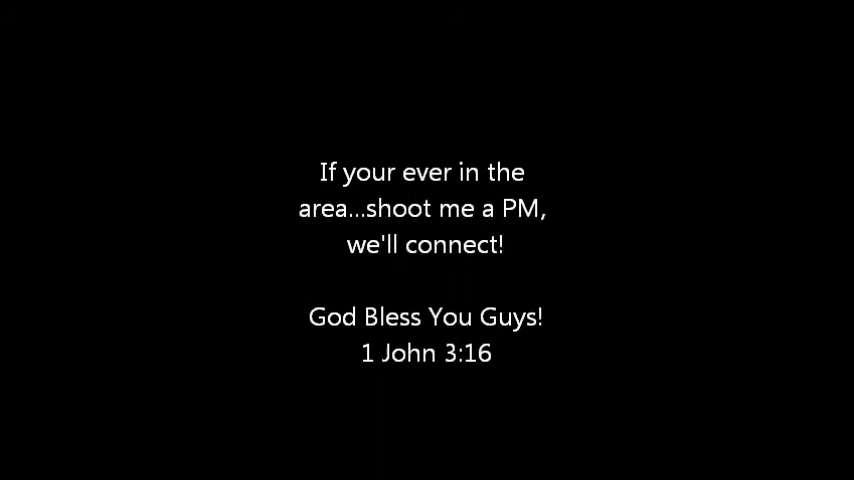 If your ever in the
area...shoot me a PM,
we'll connect!
God Bless You Guys!
1 John 3:16